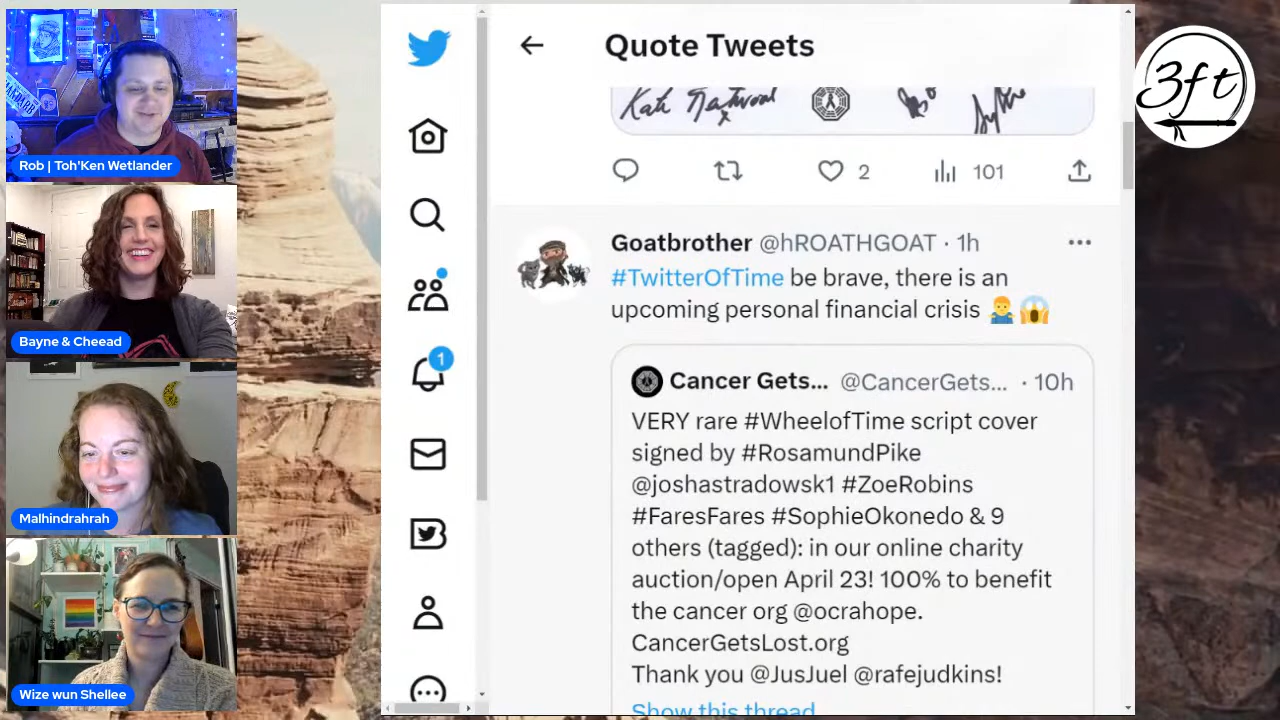 Rob | Toh'Ken Wetlander
Bayne & Cheead
Malhindrahrah
Wize wun Shellee
1
Quote Tweets
2
101
Goatbrother @hROATHGOAT · 1h
#TwitterOfTime be brave, there is an
upcoming personal financial crisis
Cancer Gets... @CancerGets... · 10h
VERY rare #WheelofTime script cover
signed by #RosamundPike
@joshastradowsk1 #ZoeRobins
#FaresFares #SophieOkonedo & 9
others (tagged): in our online charity
auction/open April 23! 100% to benefit
the cancer org @ocrahope.
CancerGetsLost.org
Thank you @JusJuel @rafejudkins!
Show this thread
3ft